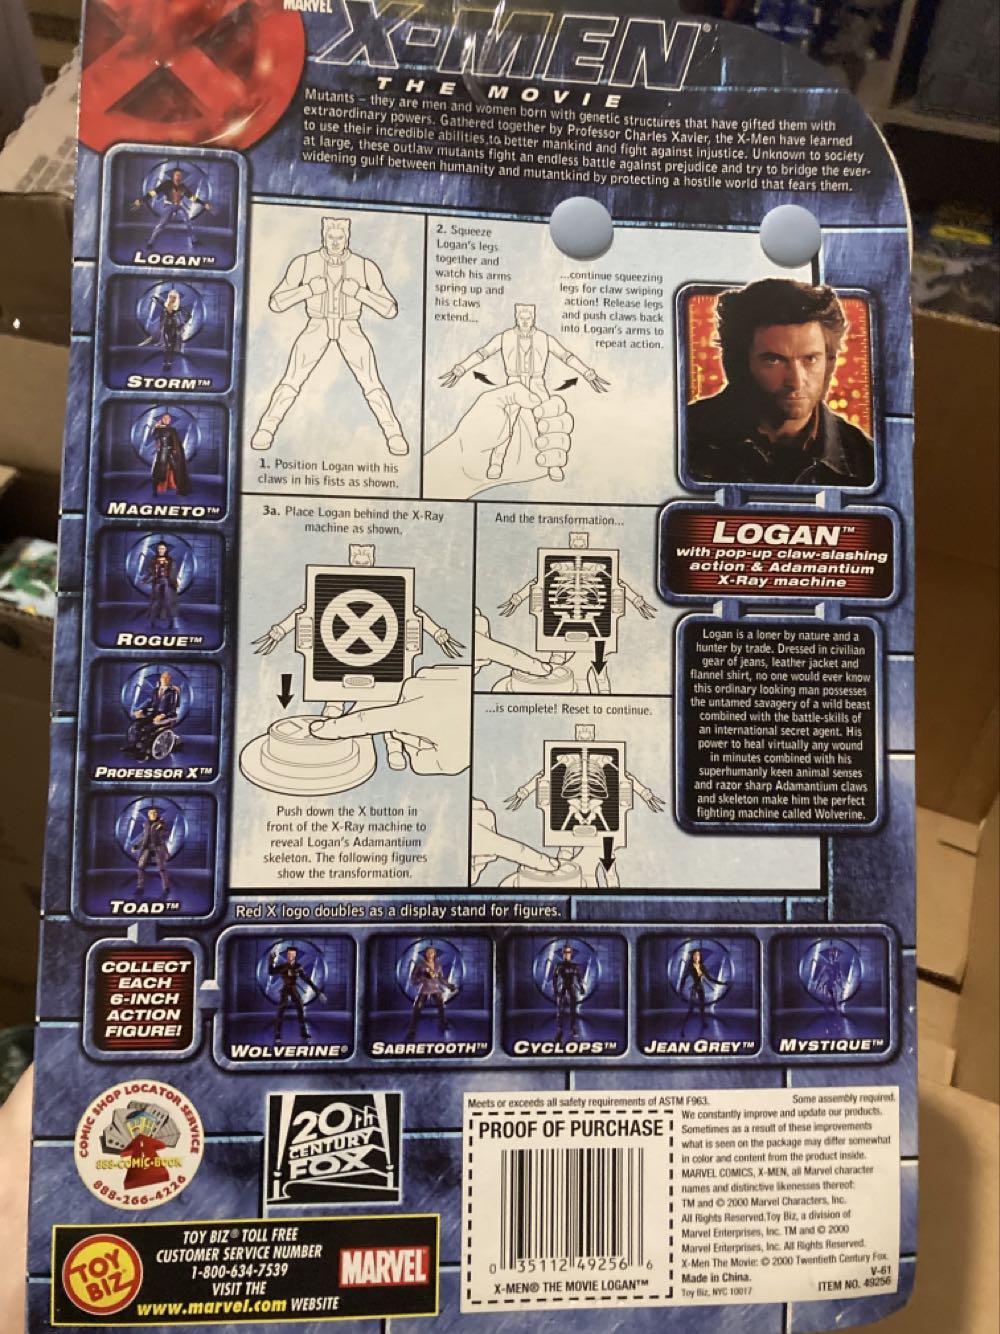 MARVEL
X-MEN®
THE MOVIE
Mutants – they are men and women born with genetic structures that have gifted them with
extraordinary powers. Gathered together by Professor Charles Xavier, the X-Men have learned
to use their incredible abilities to better mankind and fight against injustice. Unknown to society
at large, these outlaw mutants fight an endless battle against prejudice and try to bridge the ever-
widening gulf between humanity and mutantkind by protecting a hostile world that fears them.
LOGAN™
STORM™
MAGNETO™
ROGUE™
PROFESSOR X™
TOAD™
1. Position Logan with his
claws in his fists as shown.
2. Squeeze
Logan's legs
together and
watch his arms
spring up and
his claws
extend...
...continue squeezing
legs for claw swiping
action! Release legs
and push claws back
into Logan's arms to
repeat action.
3a. Place Logan behind the X-Ray
machine as shown.
Push down the X button in
front of the X-Ray machine to
reveal Logan's Adamantium
skeleton. The following figures
show the transformation.
And the transformation...
...is complete! Reset to continue.
LOGAN™
with pop-up claw-slashing
action & Adamantium
X-Ray machine
Logan is a loner by nature and a
hunter by trade. Dressed in civilian
gear of jeans, leather jacket and
flannel shirt, no one would ever know
this ordinary looking man possesses
the untamed savagery of a wild beast
combined with the battle-skills of
an international secret agent. His
power to heal virtually any wound
in minutes combined with his
superhumanly keen animal senses
and razor sharp Adamantium claws
and skeleton make him the perfect
fighting machine called Wolverine.
Red X logo doubles as a display stand for figures.
COLLECT
EACH
6-INCH
ACTION
FIGURE!
WOLVERINE®
SABRETOOTH™
CYCLOPS™
JEAN GREY™
MYSTIQUE™
COMIC SHOP LOCATOR SERVICE
888-COMIC-BOOK
888-266-4226
20th
CENTURY
FOX
TOY BIZ
TOY BIZ® TOLL FREE
CUSTOMER SERVICE NUMBER
1-800-634-7539
VISIT THE
www.marvel.com WEBSITE
MARVEL
Meets or exceeds all safety requirements of ASTM F963.
PROOF OF PURCHASE
0 35112 49256 6
X-MEN® THE MOVIE LOGAN™
Some assembly required.
We constantly improve and update our products.
Sometimes as a result of these improvements
what is seen on the package may differ somewhat
in color and content from the product inside.
MARVEL COMICS, X-MEN, all Marvel character
names and distinctive likenesses thereof:
TM and © 2000 Marvel Characters, Inc.
All Rights Reserved. Toy Biz, a division of
Marvel Enterprises, Inc. TM and © 2000
Marvel Enterprises, Inc. All Rights Reserved.
X-Men The Movie: © 2000 Twentieth Century Fox.
Made in China.
V-61
Toy Biz, NYC 10017
ITEM NO. 49256